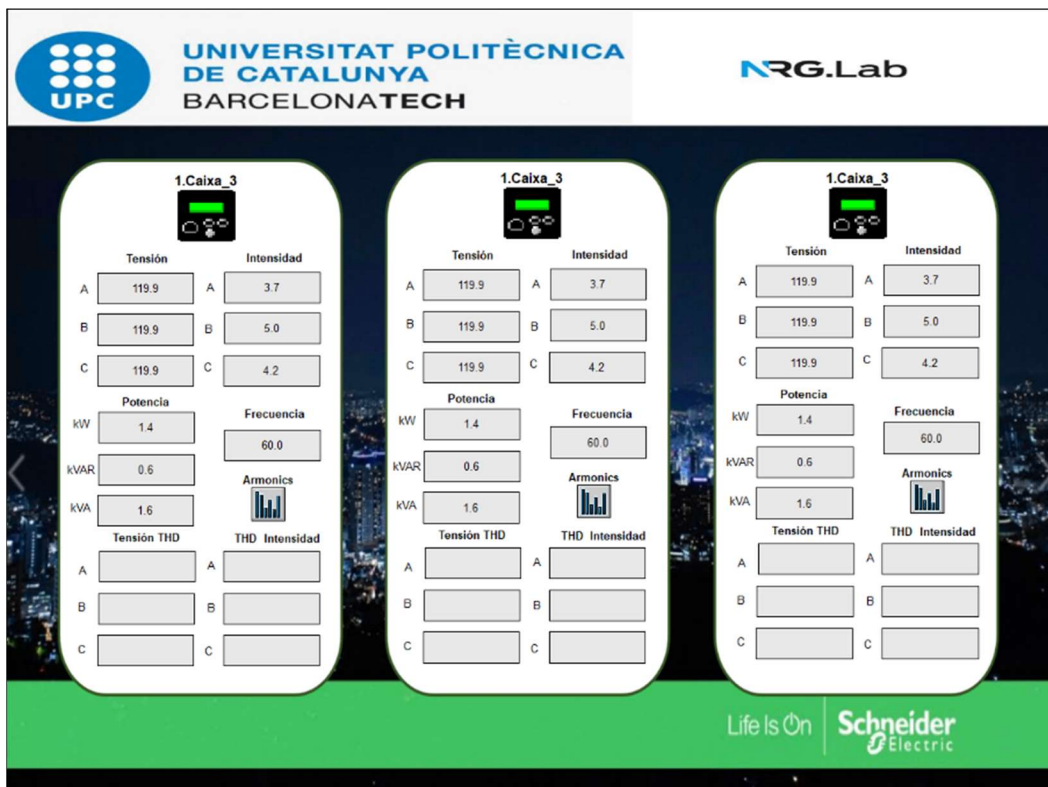 UNIVERSITAT POLITÈCNICA
DE CATALUNYA
BARCELONATECH
UPC
NRG.Lab
1.Caixa_3
Tensión Intensidad
A 119.9 A 3.7
B 119.9 B 5.0
C 119.9 C 4.2
Potencia
kW 1.4
Frecuencia
60.0
kVAR 0.6
Armonics
kVA 1.6
Tensión THD THD Intensidad
A A
B B
C C
1.Caixa_3
Tensión Intensidad
A 119.9 A 3.7
B 119.9 B 5.0
C 119.9 C 4.2
Potencia
kW 1.4
Frecuencia
60.0
kVAR 0.6
Armonics
kVA 1.6
Tensión THD THD Intensidad
A A
B B
C C
1.Caixa_3
Tensión Intensidad
A 119.9 A 3.7
B 119.9 B 5.0
C 119.9 C 4.2
Potencia
kW 1.4
Frecuencia
60.0
kVAR 0.6
Armonics
kVA 1.6
Tensión THD THD Intensidad
A A
B B
C C
Life Is On
Schneider
Electric